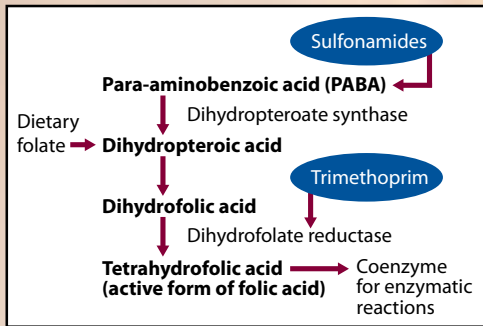 Sulfonamides
Para-aminobenzoic acid (PABA)
Dihydropteroate synthase
Dietary
folate
Dihydropteroic acid
Trimethoprim
Dihydrofolic acid
Dihydrofolate reductase
Tetrahydrofolic acid
(active form of folic acid)
Coenzyme
for enzymatic
reactions